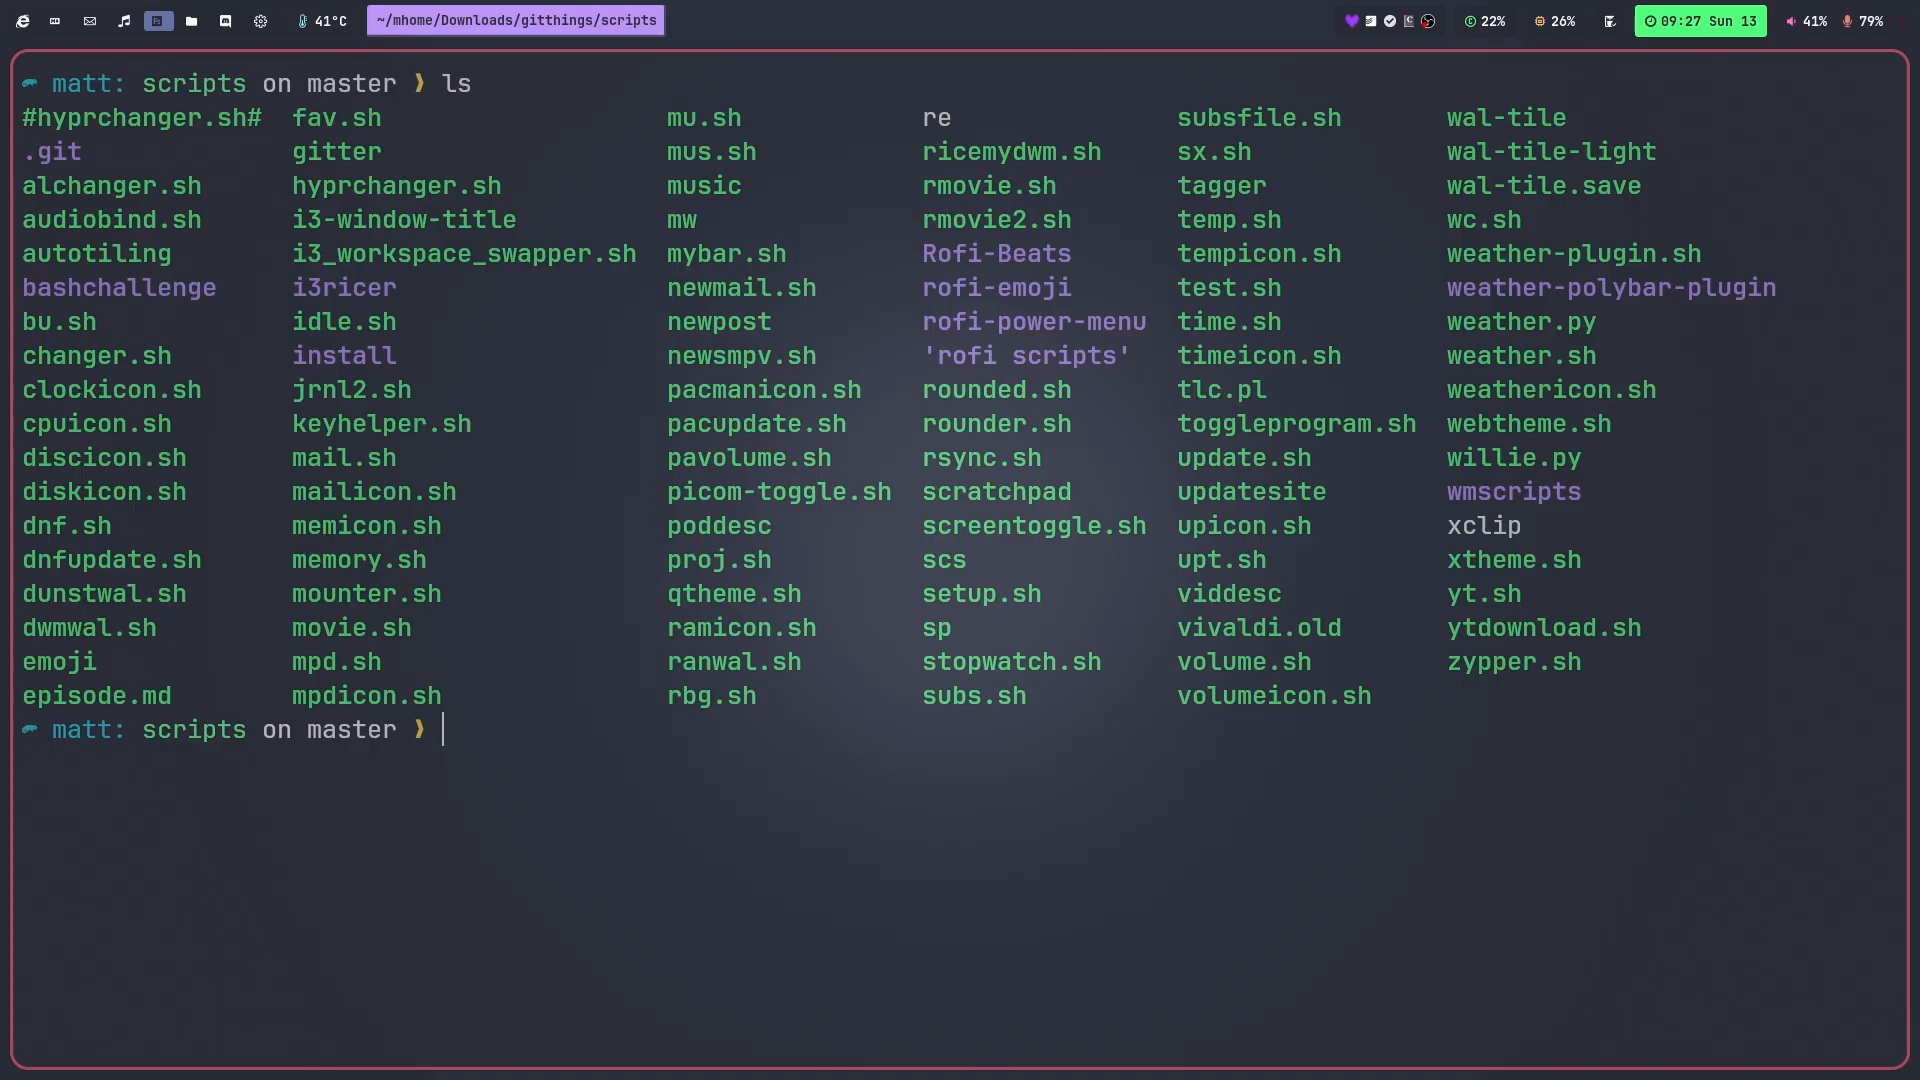 41°C ~/mhome/Downloads/gitthings/scripts 22% 26% 09:27 Sun 13 41% 79%
matt: scripts on master ❱ ls
#hyprchanger.sh# fav.sh mu.sh re subsfile.sh wal-tile
.git gitter mus.sh ricemydwm.sh sx.sh wal-tile-light
alchanger.sh hyprchanger.sh music rmovie.sh tagger wal-tile.save
audiobind.sh i3-window-title mw rmovie2.sh temp.sh wc.sh
autotiling i3_workspace_swapper.sh mybar.sh Rofi-Beats tempicon.sh weather-plugin.sh
bashchallenge i3ricer newmail.sh rofi-emoji test.sh weather-polybar-plugin
bu.sh idle.sh newpost rofi-power-menu time.sh weather.py
changer.sh install newsmpv.sh 'rofi scripts' timeicon.sh weather.sh
clockicon.sh jrnl2.sh pacmanicon.sh rounded.sh tlc.pl weathericon.sh
cpuicon.sh keyhelper.sh pacupdate.sh rounder.sh toggleprogram.sh webtheme.sh
discicon.sh mail.sh pavolume.sh rsync.sh update.sh willie.py
diskicon.sh mailicon.sh picom-toggle.sh scratchpad updatesite wmscripts
dnf.sh memicon.sh poddesc screentoggle.sh upicon.sh xclip
dnfupdate.sh memory.sh proj.sh scs upt.sh xtheme.sh
dunstwal.sh mounter.sh qtheme.sh setup.sh viddesc yt.sh
dwmwal.sh movie.sh ramicon.sh sp vivaldi.old ytdownload.sh
emoji mpd.sh ranwal.sh stopwatch.sh volume.sh zypper.sh
episode.md mpdicon.sh rbg.sh subs.sh volumeicon.sh
matt: scripts on master ❱